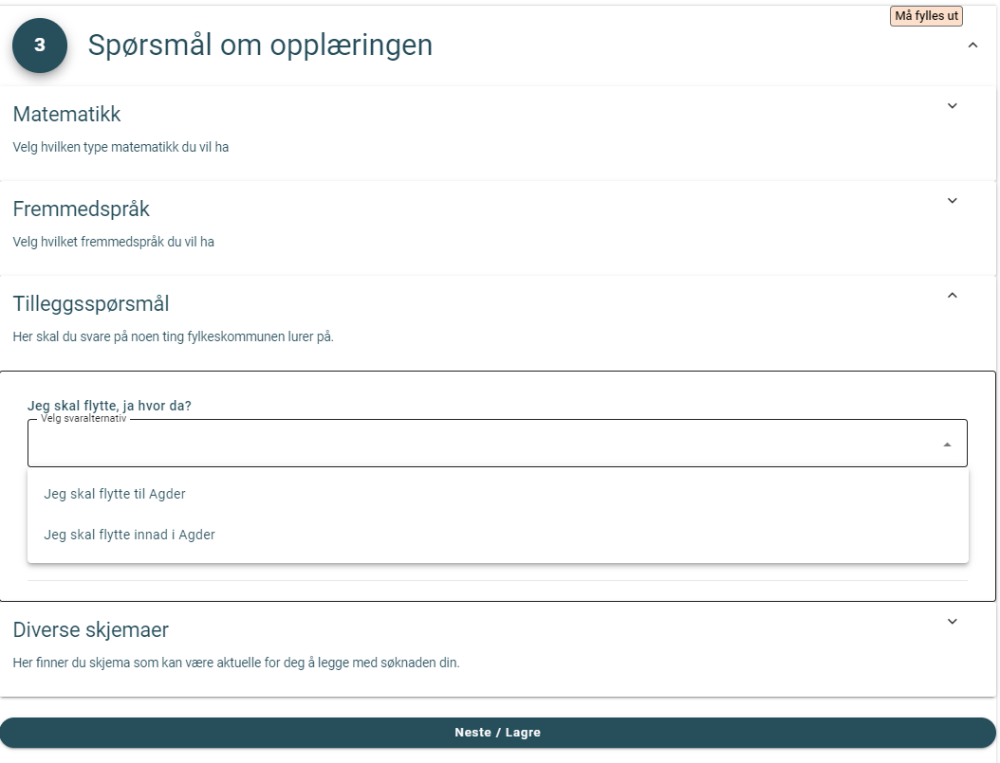 Må fylles ut
3
Spørsmål om opplæringen
Matematikk
Velg hvilken type matematikk du vil ha
Fremmedspråk
Velg hvilket fremmedspråk du vil ha
Tilleggsspørsmål
Her skal du svare på noen ting fylkeskommunen lurer på.
Jeg skal flytte, ja hvor da?
Velg svaralternativ
Jeg skal flytte til Agder
Jeg skal flytte innad i Agder
Diverse skjemaer
Her finner du skjema som kan være aktuelle for deg å legge med søknaden din.
Neste / Lagre